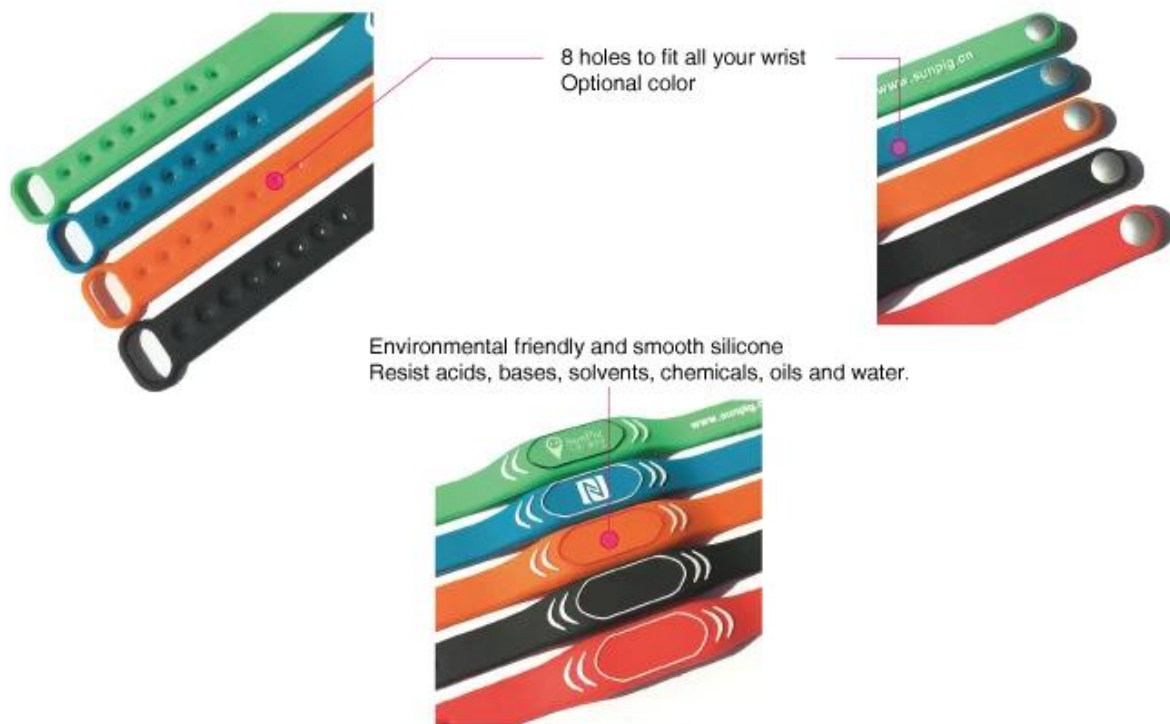 8 holes to fit all your wrist
Optional color
www.sunpig.cn
Environmental friendly and smooth silicone
Resist acids, bases, solvents, chemicals, oils and water.
SunPig
www.sunpig.c